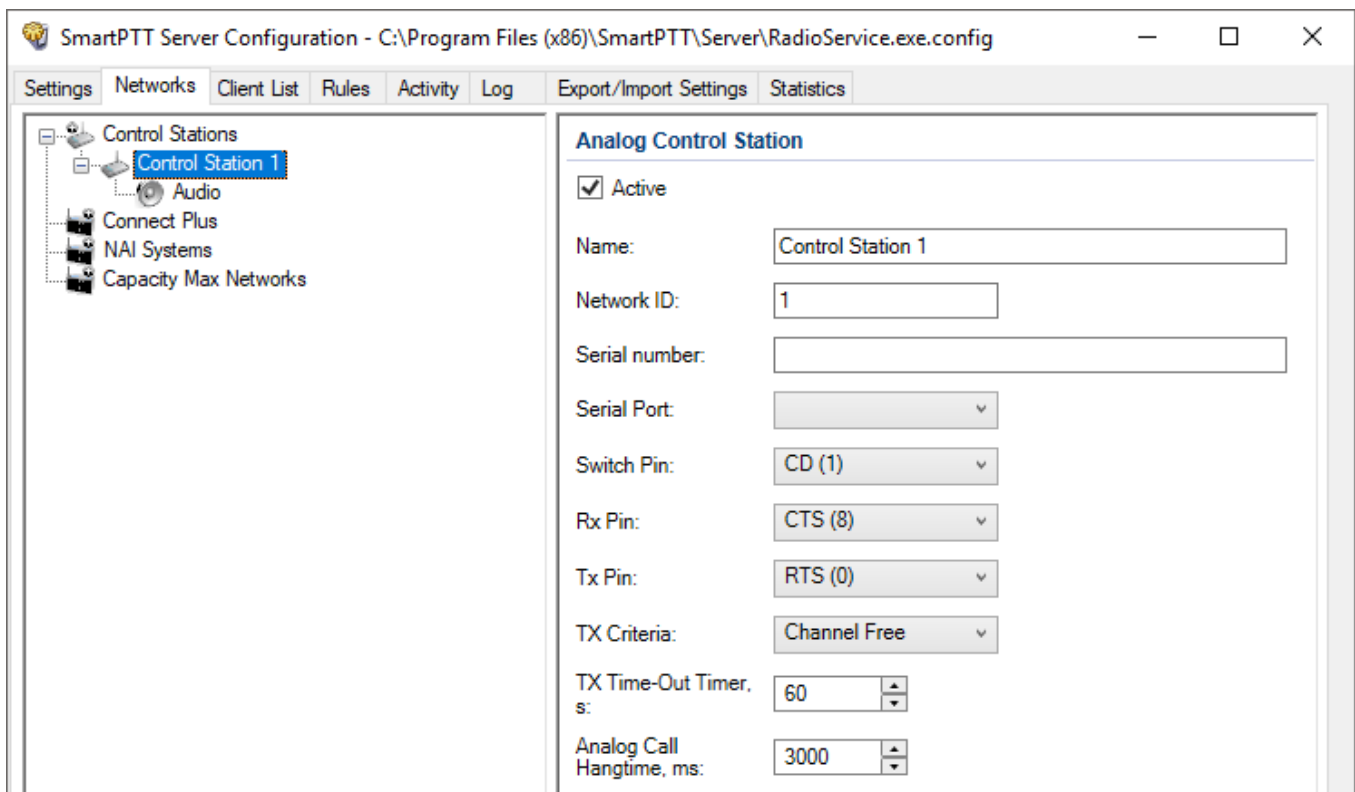 SmartPTT Server Configuration - C:\Program Files (x86)\SmartPTT\Server\RadioService.exe.config
Settings Networks Client List Rules Activity Log Export/Import Settings Statistics
Control Stations
Control Station 1
Audio
Connect Plus
NAI Systems
Capacity Max Networks
Analog Control Station
Active
Name: Control Station 1
Network ID: 1
Serial number:
Serial Port:
Switch Pin: CD (1)
Rx Pin: CTS (8)
Tx Pin: RTS (0)
TX Criteria: Channel Free
TX Time-Out Timer,
s: 60
Analog Call
Hangtime, ms: 3000